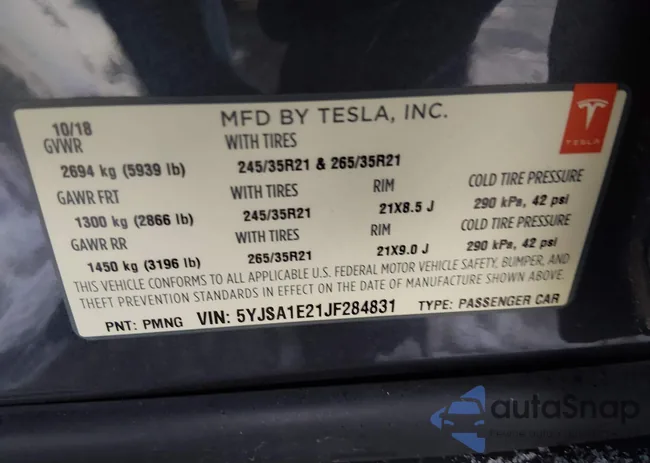 MFD BY TESLA, INC.
10/18
GVWR WITH TIRES
2694 kg (5939 lb) 245/35R21 & 265/35R21
GAWR FRT WITH TIRES RIM COLD TIRE PRESSURE
1300 kg (2866 lb) 245/35R21 21X8.5 J 290 kPa, 42 psi
GAWR RR WITH TIRES RIM COLD TIRE PRESSURE
1450 kg (3196 lb) 265/35R21 21X9.0 J 290 kPa, 42 psi
THIS VEHICLE CONFORMS TO ALL APPLICABLE U.S. FEDERAL MOTOR VEHICLE SAFETY, BUMPER, AND
THEFT PREVENTION STANDARDS IN EFFECT ON THE DATE OF MANUFACTURE SHOWN ABOVE.
PNT: PMNG VIN: 5YJSA1E21JF284831 TYPE: PASSENGER CAR
TESLA
autaSnap